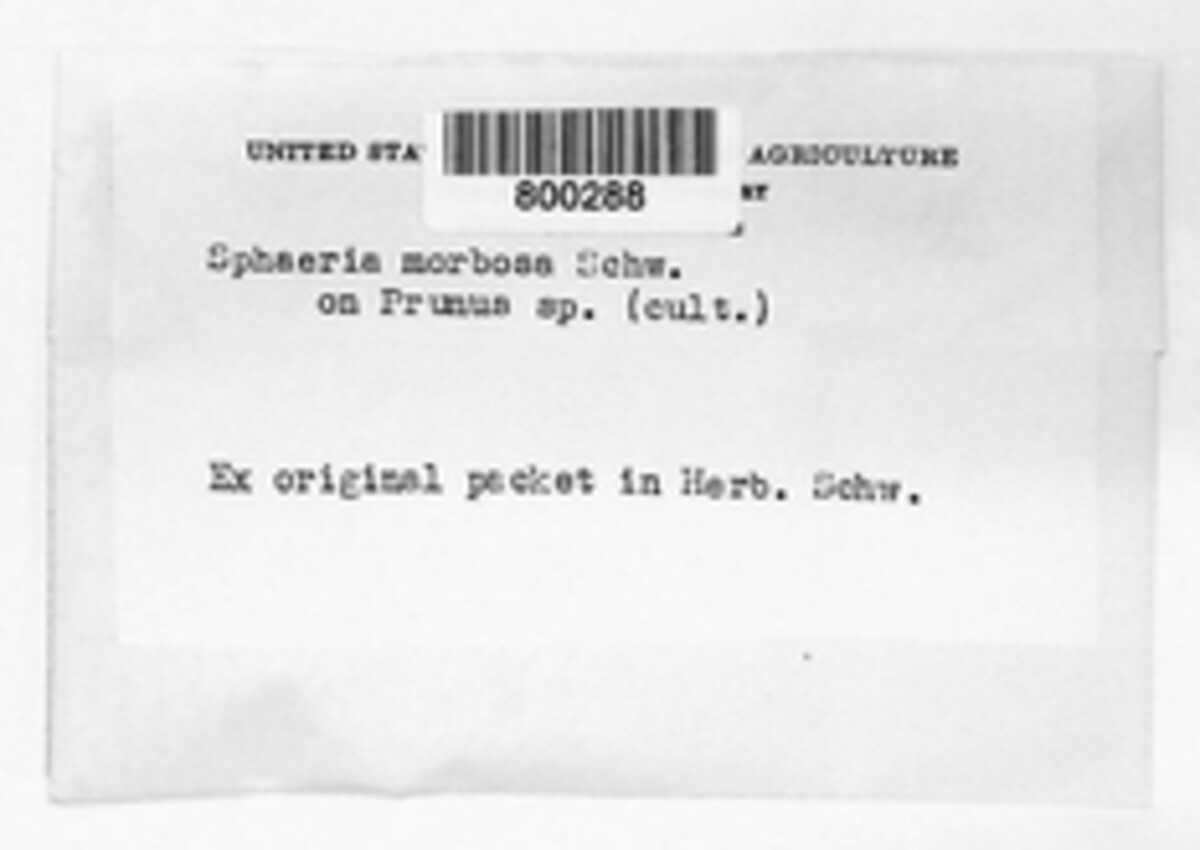 UNITED STA AGRICULTURE
800288
Sphaeria morbosa Schw.
on Prunus sp. (cult.)
Ex original packet in Herb. Schw.